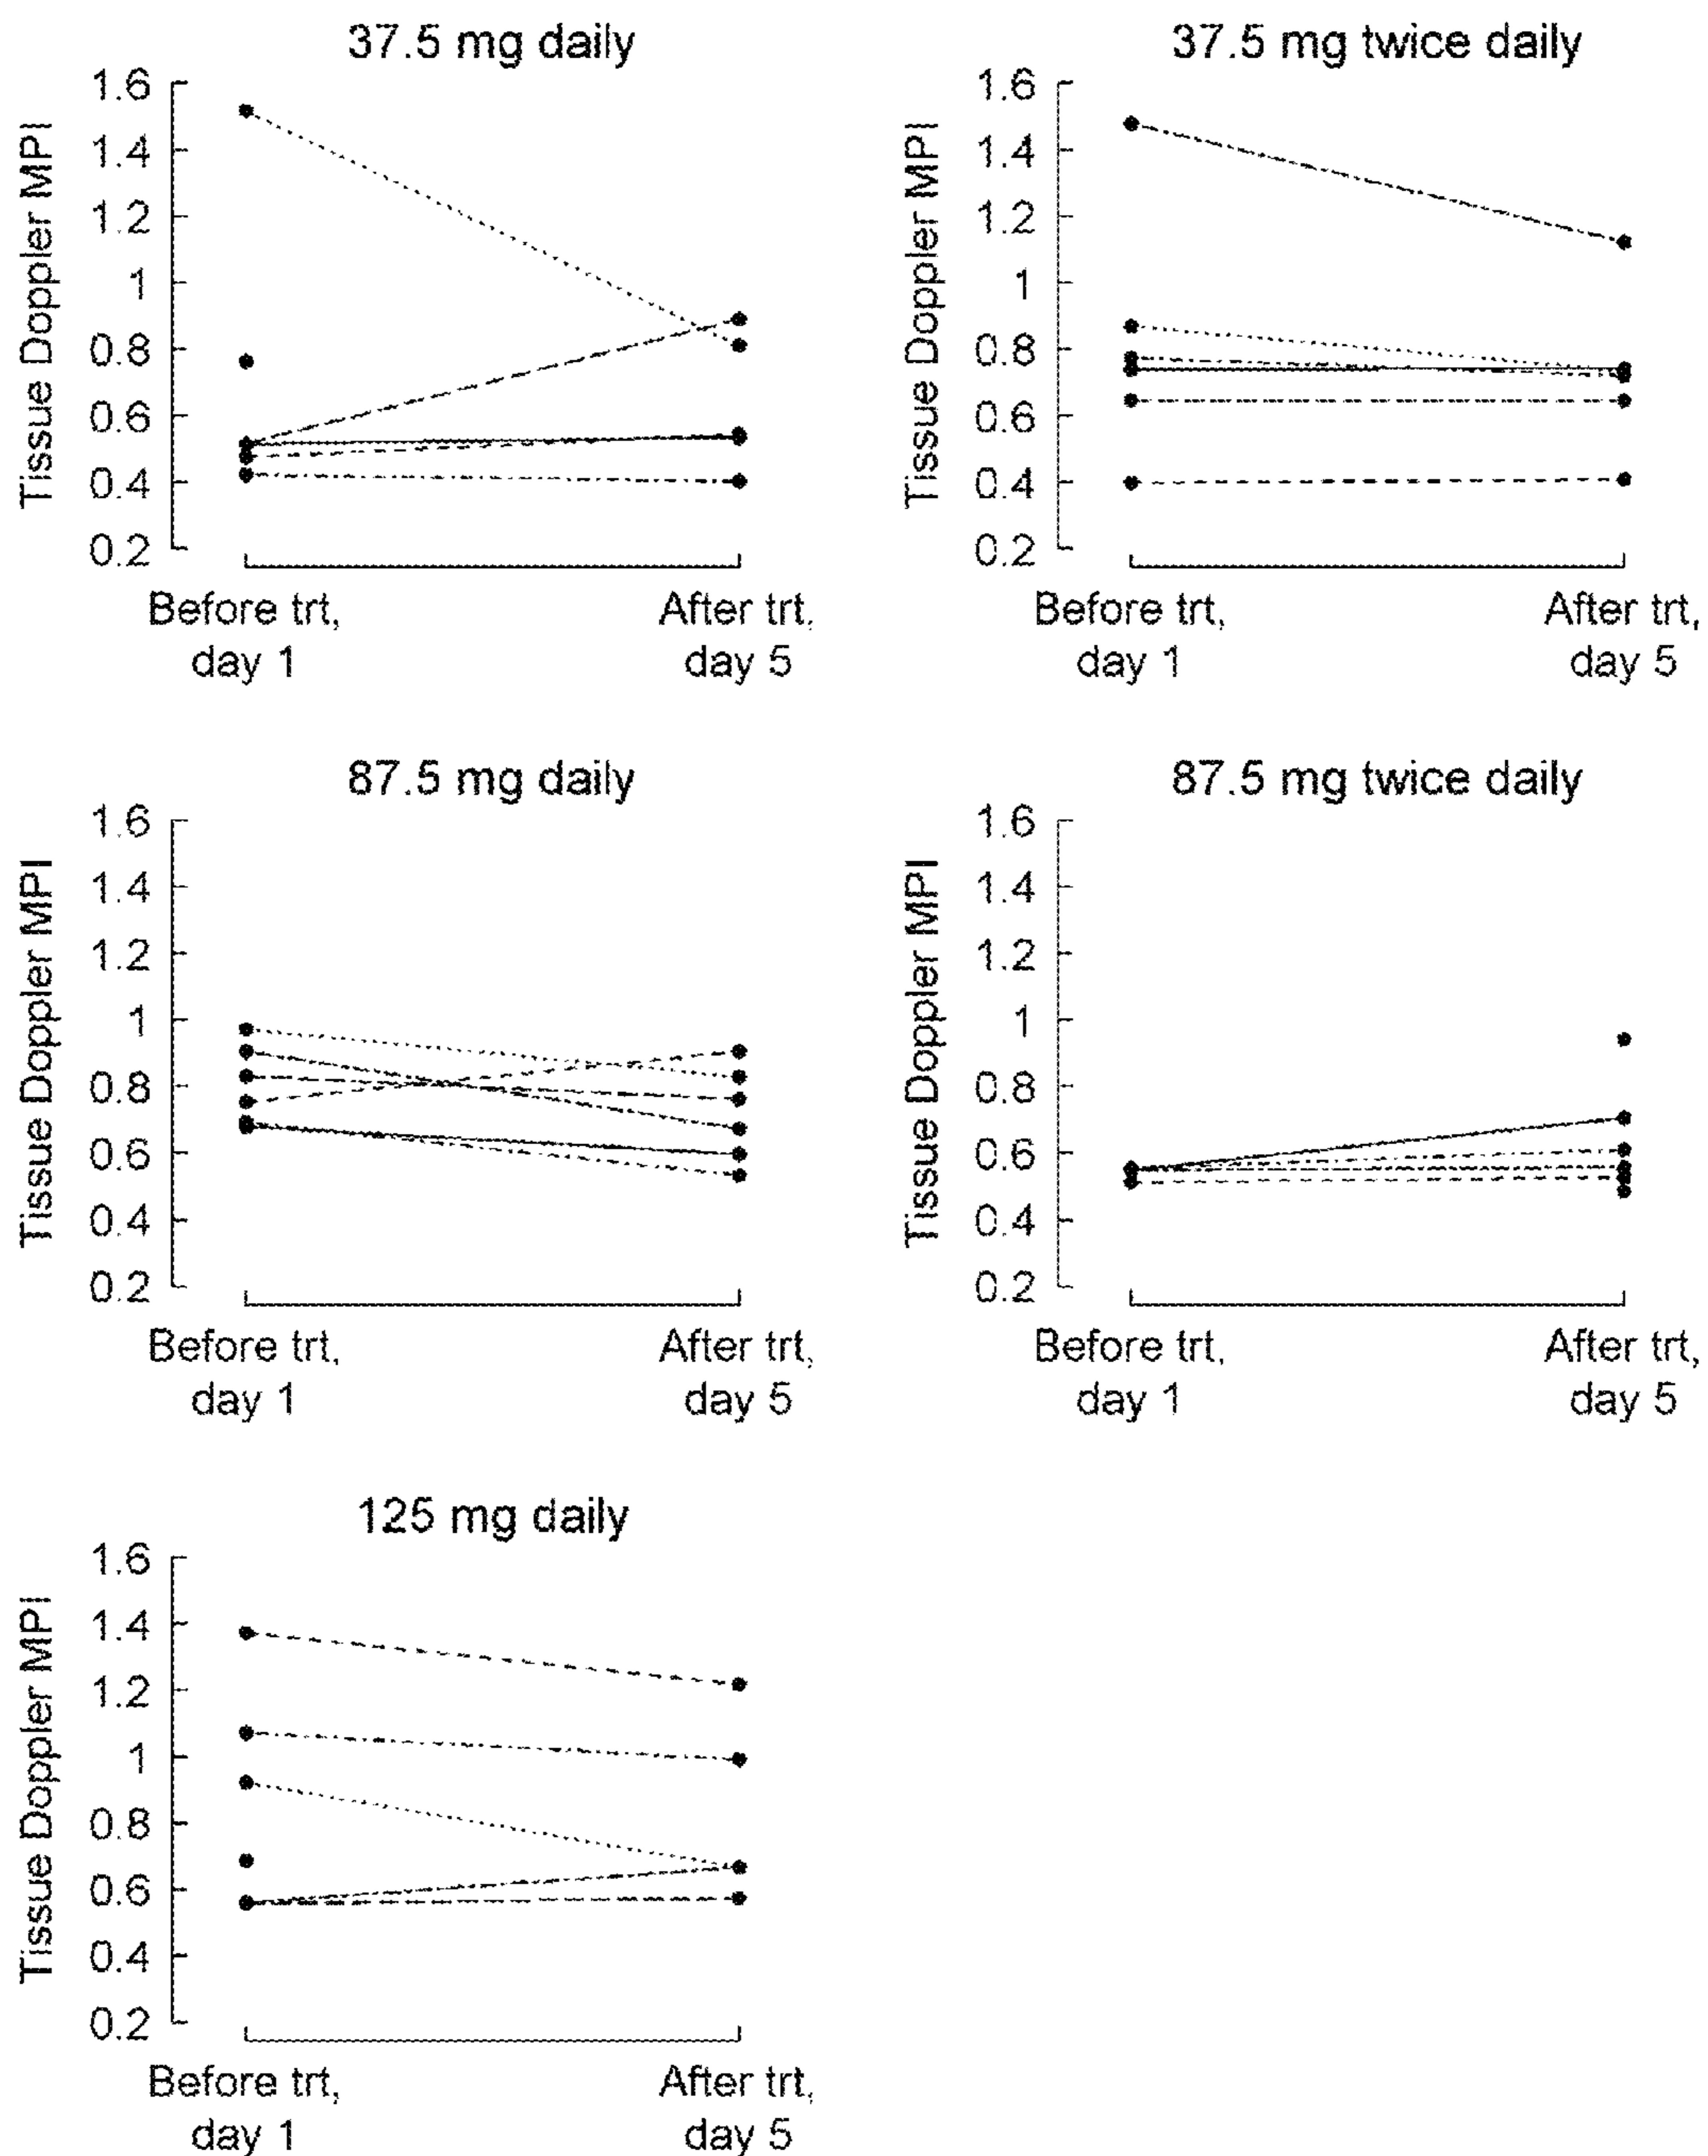 37.5 mg daily
Tissue Doppler MPI
1.6
1.4
1.2
1
0.8
0.6
0.4
0.2
Before trt,
day 1
After trt,
day 5
37.5 mg twice daily
Tissue Doppler MPI
1.6
1.4
1.2
1
0.8
0.6
0.4
0.2
Before trt,
day 1
After trt,
day 5
87.5 mg daily
Tissue Doppler MPI
1.6
1.4
1.2
1
0.8
0.6
0.4
0.2
Before trt,
day 1
After trt,
day 5
87.5 mg twice daily
Tissue Doppler MPI
1.6
1.4
1.2
1
0.8
0.6
0.4
0.2
Before trt,
day 1
After trt,
day 5
125 mg daily
Tissue Doppler MPI
1.6
1.4
1.2
1
0.8
0.6
0.4
0.2
Before trt,
day 1
After trt,
day 5